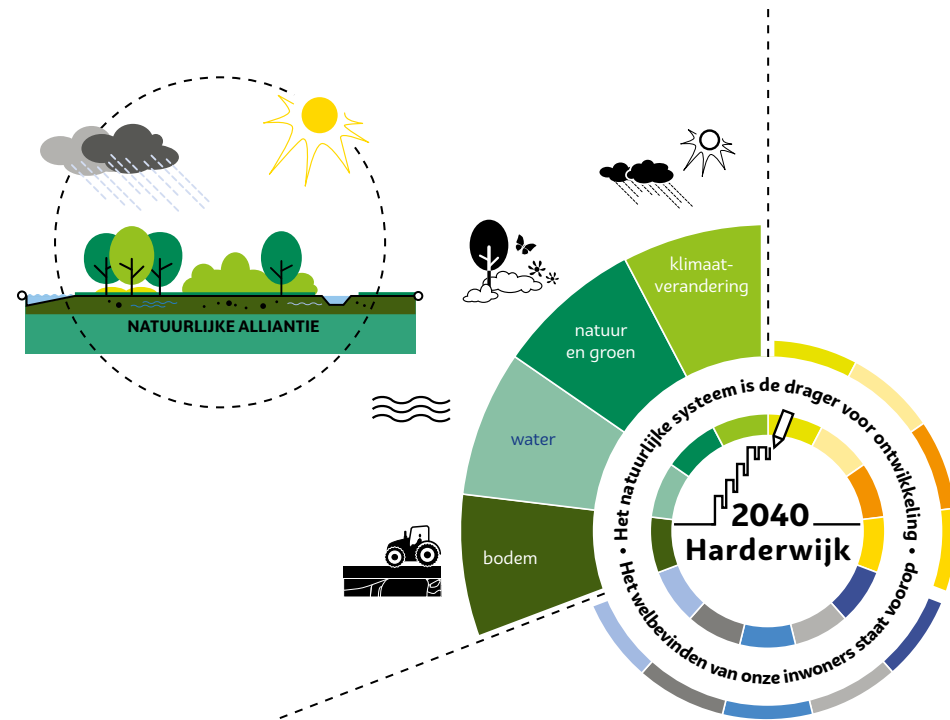 NATUURLIJKE ALLIANTIE
klimaat-
verandering
natuur
en groen
water
bodem
• Het natuurlijke systeem is de drager voor ontwikkeling •
Het welbevinden van onze inwoners staat voorop
2040
Harderwijk